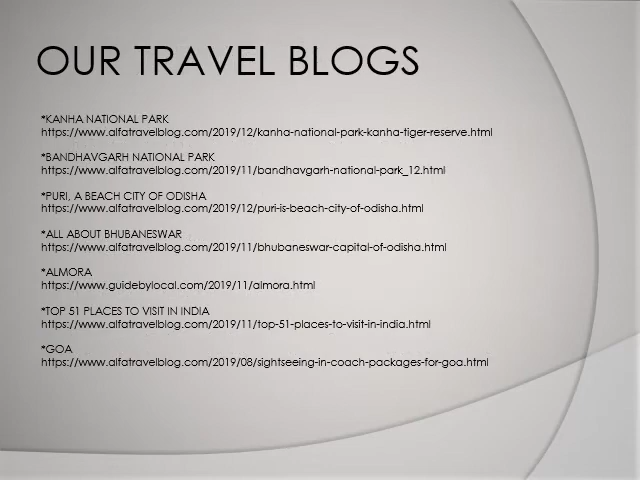 OUR TRAVEL BLOGS
*KANHA NATIONAL PARK
https://www.alfatravelblog.com/2019/12/kanha-national-park-kanha-tiger-reserve.html
*BANDHAVGARH NATIONAL PARK
https://www.alfatravelblog.com/2019/11/bandhavgarh-national-park_12.html
*PURI, A BEACH CITY OF ODISHA
https://www.alfatravelblog.com/2019/12/puri-is-beach-city-of-odisha.html
*ALL ABOUT BHUBANESWAR
https://www.alfatravelblog.com/2019/11/bhubaneswar-capital-of-odisha.html
*ALMORA
https://www.guidebylocal.com/2019/11/almora.html
*TOP 51 PLACES TO VISIT IN INDIA
https://www.alfatravelblog.com/2019/11/top-51-places-to-visit-in-india.html
*GOA
https://www.alfatravelblog.com/2019/08/sightseeing-in-coach-packages-for-goa.html